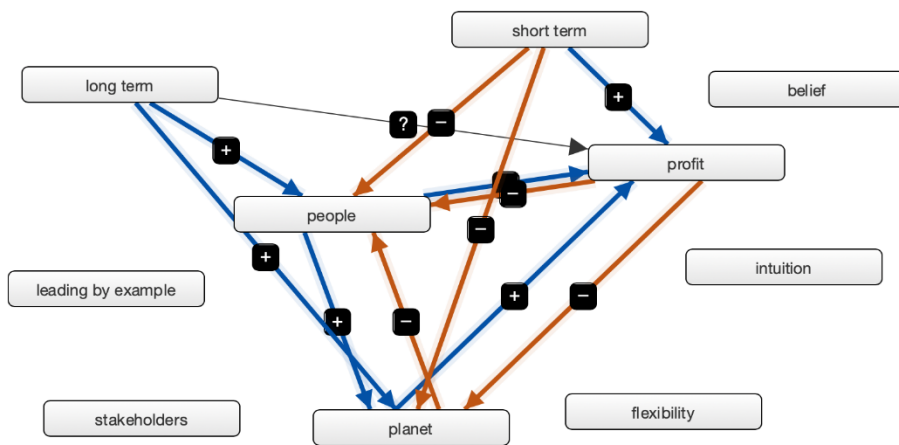 short term
long term
+
belief
?
−
+
profit
−
people
−
+
intuition
leading by example
+
−
−
+
flexibility
stakeholders
planet